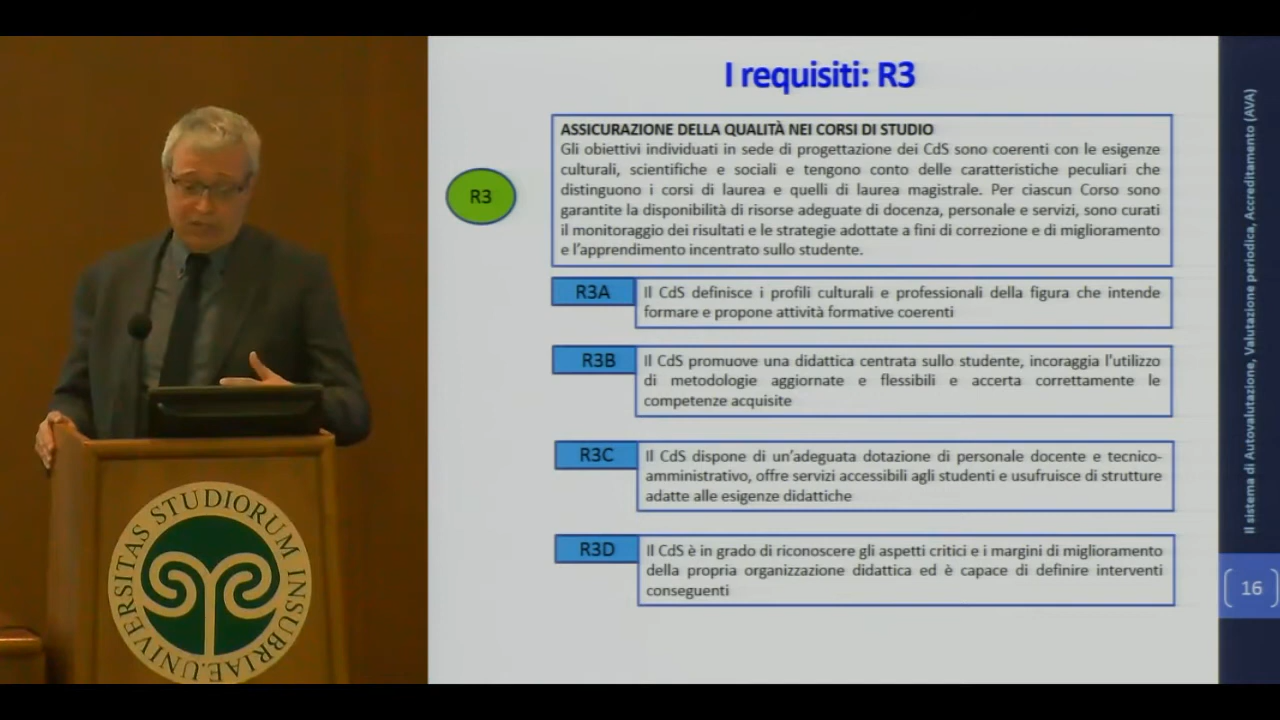 I requisiti: R3
ASSICURAZIONE DELLA QUALITÀ NEI CORSI DI STUDIO
Gli obiettivi individuati in sede di progettazione dei CdS sono coerenti con le esigenze
culturali, scientifiche e sociali e tengono conto delle caratteristiche peculiari che
distinguono i corsi di laurea e quelli di laurea magistrale. Per ciascun Corso sono
garantite la disponibilità di risorse adeguate di docenza, personale e servizi, sono curati
il monitoraggio dei risultati e le strategie adottate a fini di correzione e di miglioramento
e l'apprendimento incentrato sullo studente.
R3
R3A
Il CdS definisce i profili culturali e professionali della figura che intende
formare e propone attività formative coerenti
R3B
Il CdS promuove una didattica centrata sullo studente, incoraggia l'utilizzo
di metodologie aggiornate e flessibili e accerta correttamente le
competenze acquisite
R3C
Il CdS dispone di un'adeguata dotazione di personale docente e tecnico-
amministrativo, offre servizi accessibili agli studenti e usufruisce di strutture
adatte alle esigenze didattiche
R3D
Il CdS è in grado di riconoscere gli aspetti critici e i margini di miglioramento
della propria organizzazione didattica ed è capace di definire interventi
conseguenti
Il sistema di Autovalutazione, Valutazione periodica, Accreditamento (AVA)
16
UNIVERSITAS STUDIORUM INSUBRIAE